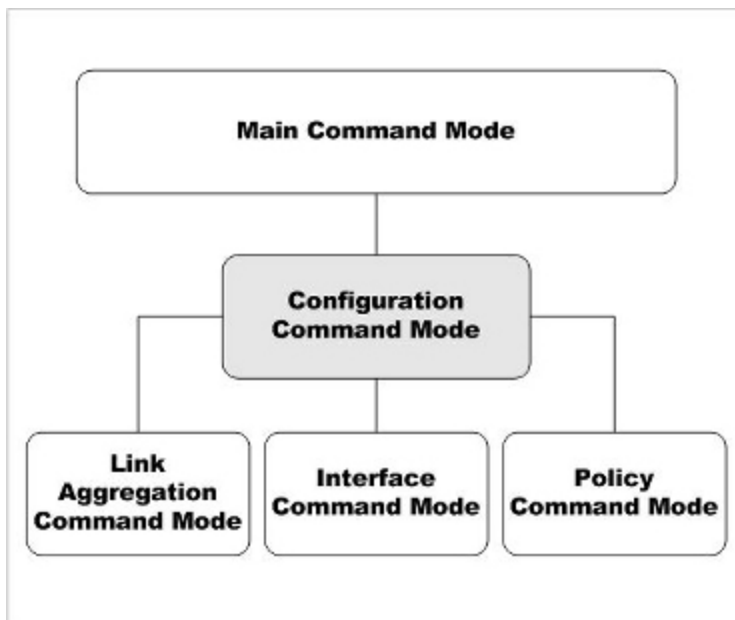 Main Command Mode
Configuration
Command Mode
Link
Aggregation
Command Mode
Interface
Command Mode
Policy
Command Mode